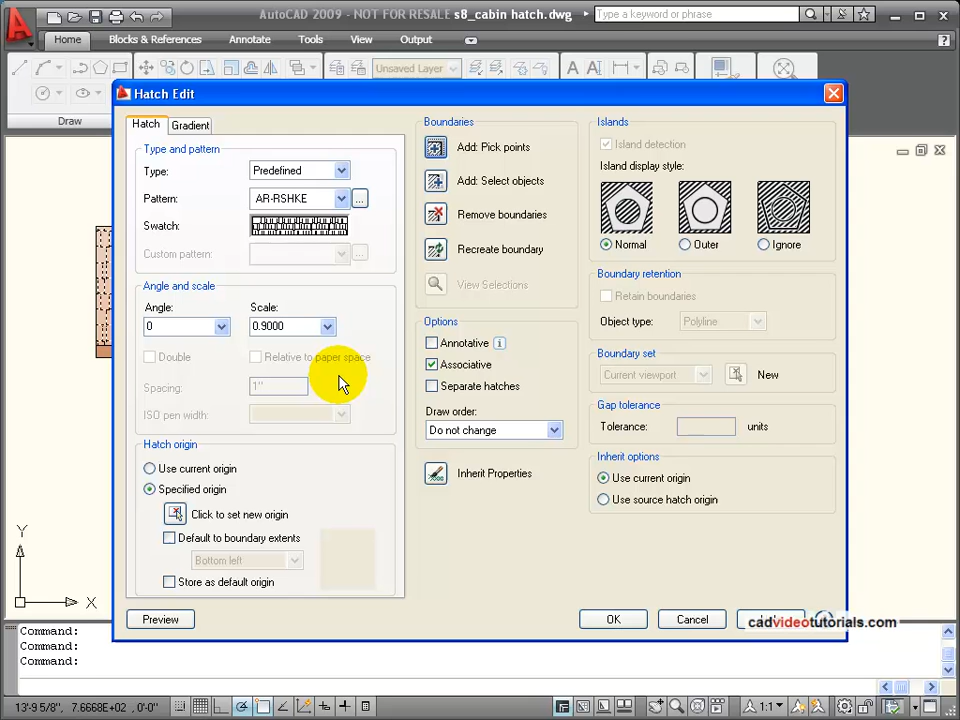 AutoCAD 2009 - NOT FOR RESALE s8_cabin hatch.dwg
Type a keyword or phrase
Home Blocks & References Annotate Tools View Output
Unsaved Layer
Draw
Hatch Edit
Hatch Gradient
Type and pattern
Type: Predefined
Pattern: AR-RSHKE ...
Swatch:
Custom pattern: ...
Angle and scale
Angle: Scale:
0 0.9000
Double Relative to paper space
Spacing: 1"
ISO pen width:
Hatch origin
Use current origin
Specified origin
Click to set new origin
Default to boundary extents
Bottom left
Store as default origin
Preview
Boundaries
Add: Pick points
Add: Select objects
Remove boundaries
Recreate boundary
View Selections
Options
Annotative
Associative
Separate hatches
Draw order:
Do not change
Inherit Properties
Islands
Island detection
Island display style:
Normal Outer Ignore
Boundary retention
Retain boundaries
Object type: Polyline
Boundary set
Current viewport New
Gap tolerance
Tolerance: units
Inherit options
Use current origin
Use source hatch origin
OK Cancel
cadvideotutorials.com
Y
X
Command:
Command:
Command:
13'-9 5/8", 7.6668E+02 , 0'-0" 1:1